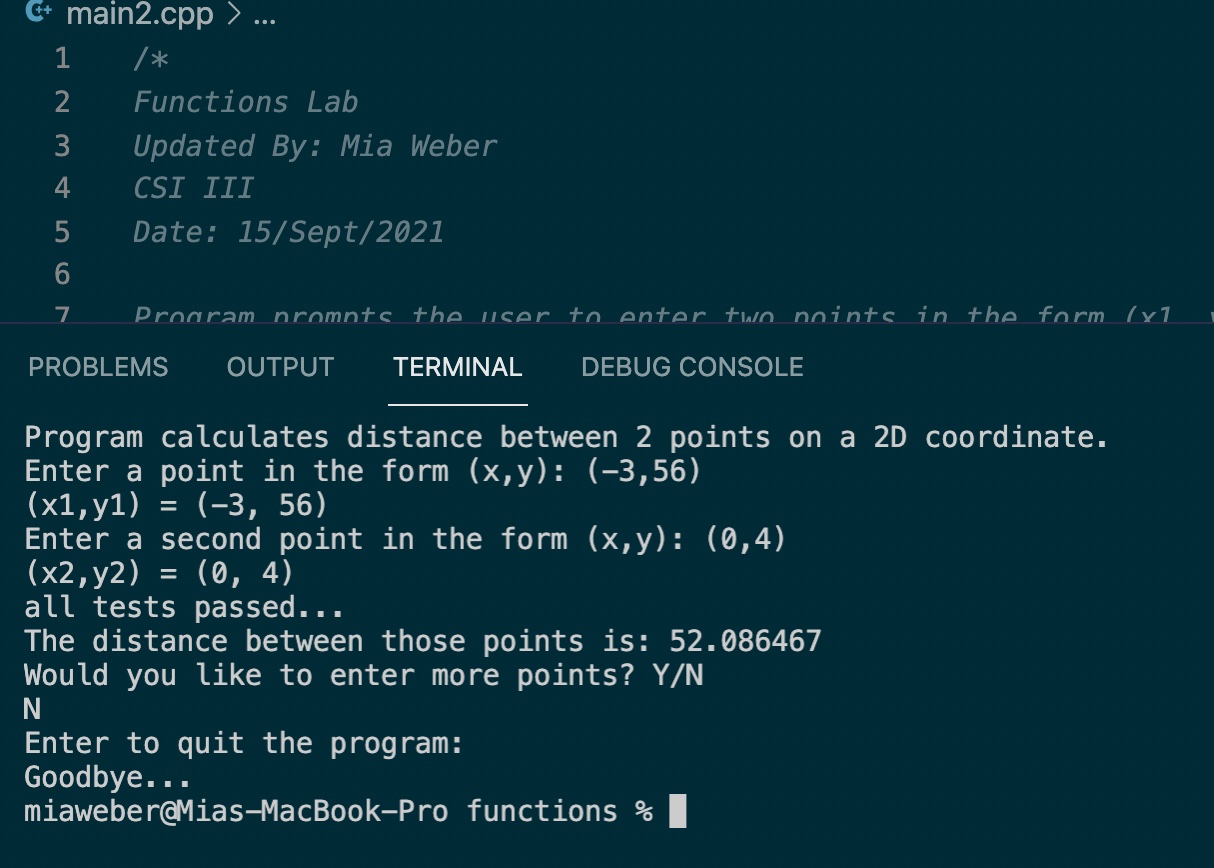 main2.cpp > ...
1 /*
2 Functions Lab
3 Updated By: Mia Weber
4 CSI III
5 Date: 15/Sept/2021
6
7 Program prompts the user to enter two points in the form (x1,
PROBLEMS OUTPUT TERMINAL DEBUG CONSOLE
Program calculates distance between 2 points on a 2D coordinate.
Enter a point in the form (x,y): (-3,56)
(x1,y1) = (-3, 56)
Enter a second point in the form (x,y): (0,4)
(x2,y2) = (0, 4)
all tests passed...
The distance between those points is: 52.086467
Would you like to enter more points? Y/N
N
Enter to quit the program:
Goodbye...
miaweber@Mias-MacBook-Pro functions %